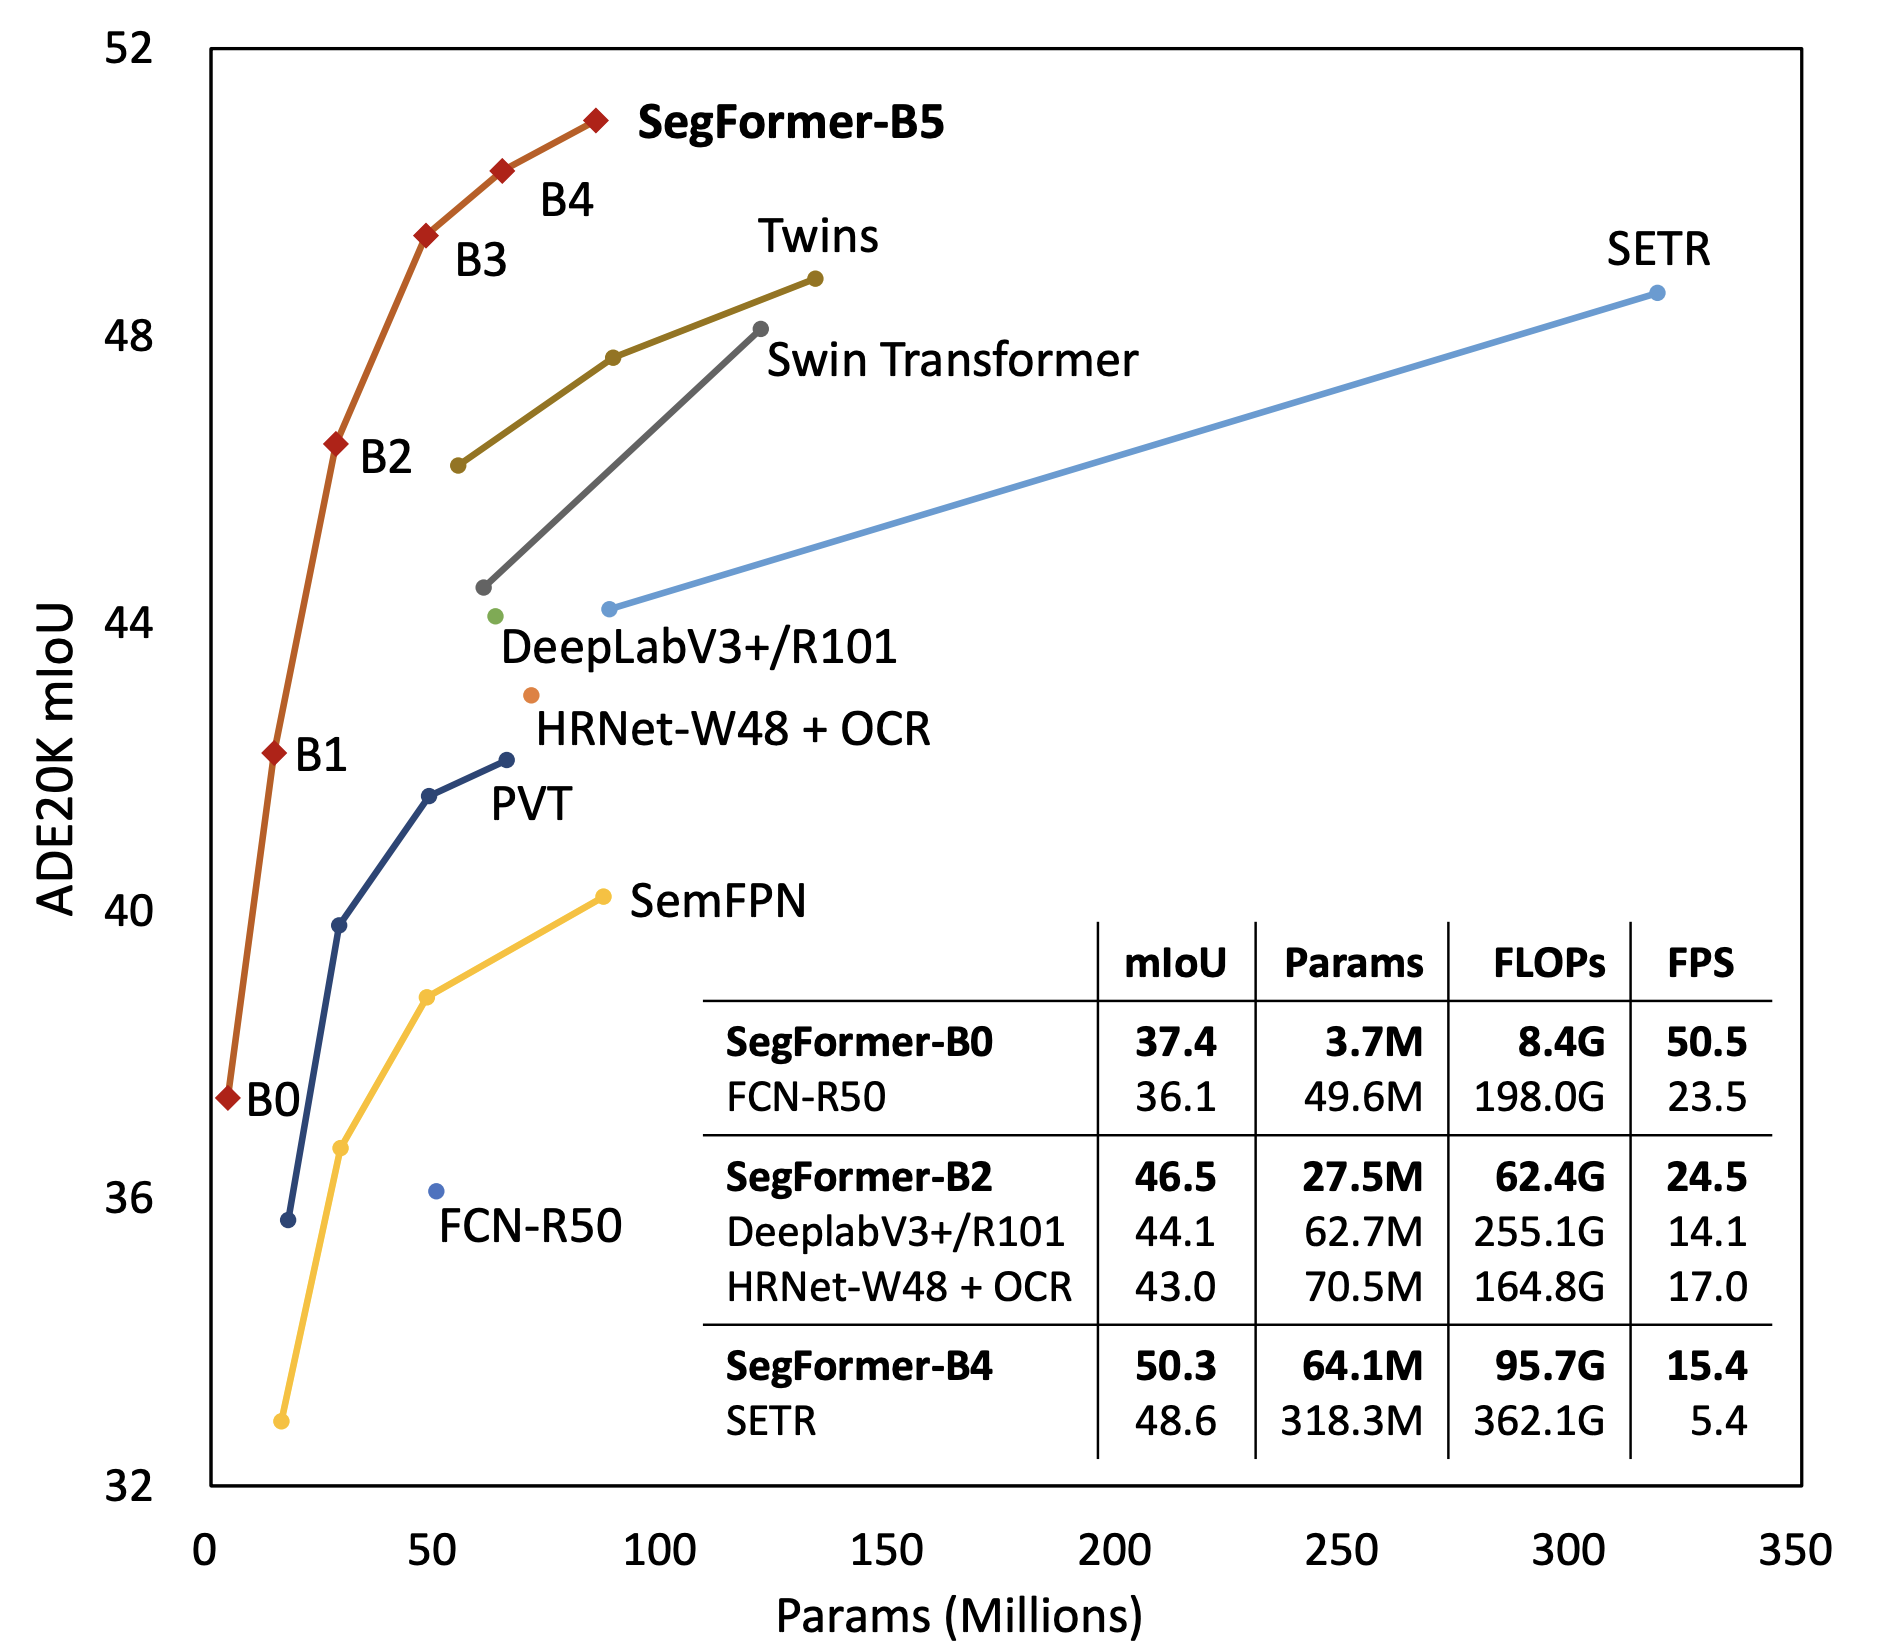 52
SegFormer-B5
B4
B3
Twins
SETR
48
Swin Transformer
B2
44
DeepLabV3+/R101
HRNet-W48 + OCR
B1
PVT
ADE20K mIoU
40
SemFPN
B0
36
FCN-R50
mIoU Params FLOPs FPS
SegFormer-B0 37.4 3.7M 8.4G 50.5
FCN-R50 36.1 49.6M 198.0G 23.5
SegFormer-B2 46.5 27.5M 62.4G 24.5
DeeplabV3+/R101 44.1 62.7M 255.1G 14.1
HRNet-W48 + OCR 43.0 70.5M 164.8G 17.0
SegFormer-B4 50.3 64.1M 95.7G 15.4
SETR 48.6 318.3M 362.1G 5.4
32
0 50 100 150 200 250 300 350
Params (Millions)